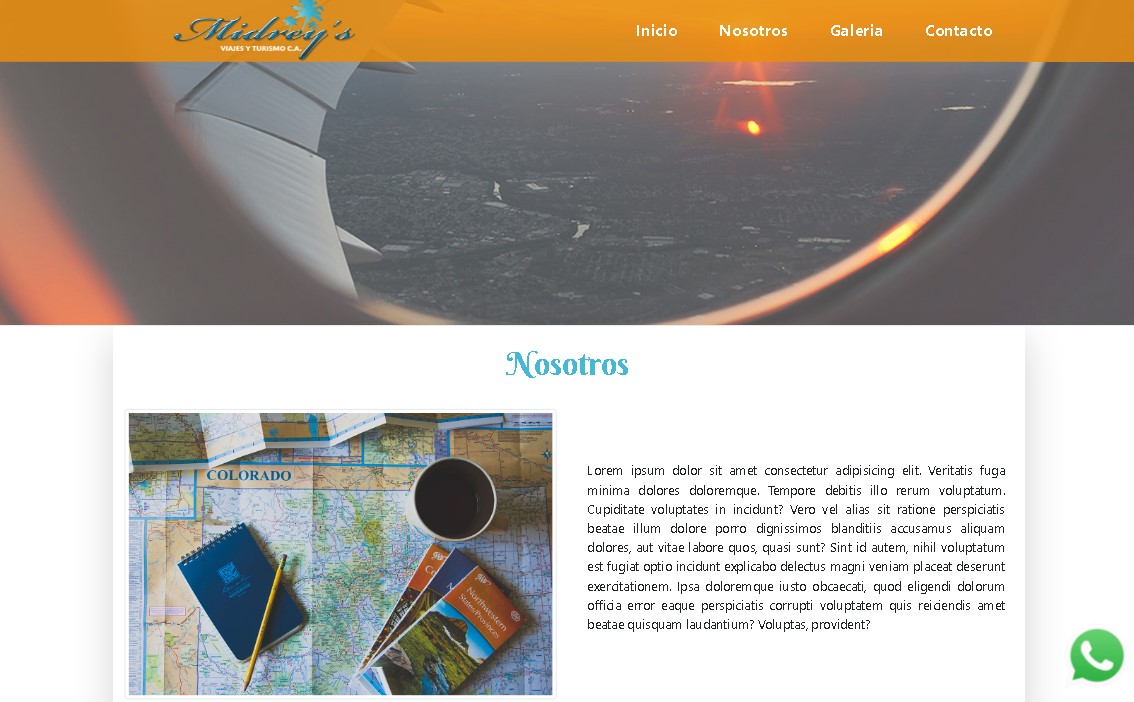 Midrey's
VIAJES Y TURISMO C.A.
Inicio Nosotros Galeria Contacto
Nosotros
COLORADO
Northwestern
States/Provinces
Lorem ipsum dolor sit amet consectetur adipisicing elit. Veritatis fuga
minima dolores doloremque. Tempore debitis illo rerum voluptatum.
Cupiditate voluptates in incidunt? Vero vel alias sit ratione perspiciatis
beatae illum dolore porro dignissimos blanditiis accusamus aliquam
dolores, aut vitae labore quos, quasi sunt? Sint id autem, nihil voluptatum
est fugiat optio incidunt explicabo delectus magni veniam placeat deserunt
exercitationem. Ipsa doloremque iusto obcaecati, quod eligendi dolorum
officia error eaque perspiciatis corrupti voluptatem quis reiciendis amet
beatae quisquam laudantium? Voluptas, provident?